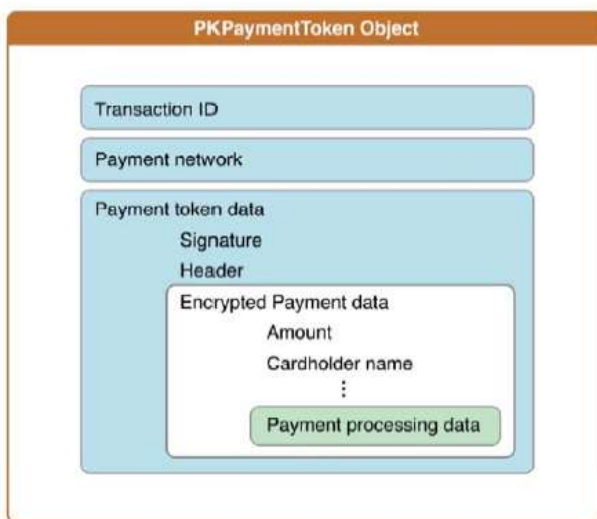 PKPaymentToken Object
Transaction ID
Payment network
Payment token data
Signature
Header
Encrypted Payment data
Amount
Cardholder name
⋮
Payment processing data